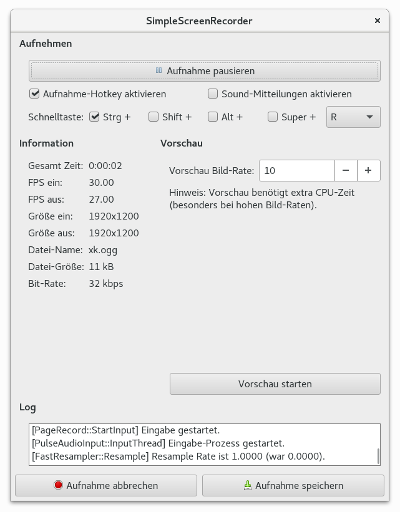 SimpleScreenRecorder
×
Aufnehmen
Aufnahme pausieren
Aufnahme-Hotkey aktivieren
Sound-Mitteilungen aktivieren
Schnelltaste:
Strg +
Shift +
Alt +
Super +
R
Information
Gesamt Zeit: 0:00:02
FPS ein: 30.00
FPS aus: 27.00
Größe ein: 1920x1200
Größe aus: 1920x1200
Datei-Name: xk.ogg
Datei-Größe: 11 kB
Bit-Rate: 32 kbps
Vorschau
Vorschau Bild-Rate: 10 − +
Hinweis: Vorschau benötigt extra CPU-Zeit
(besonders bei hohen Bild-Raten).
Vorschau starten
Log
[PageRecord::StartInput] Eingabe gestartet.
[PulseAudioInput::InputThread] Eingabe-Prozess gestartet.
[FastResampler::Resample] Resample Rate ist 1.0000 (war 0.0000).
Aufnahme abbrechen
Aufnahme speichern